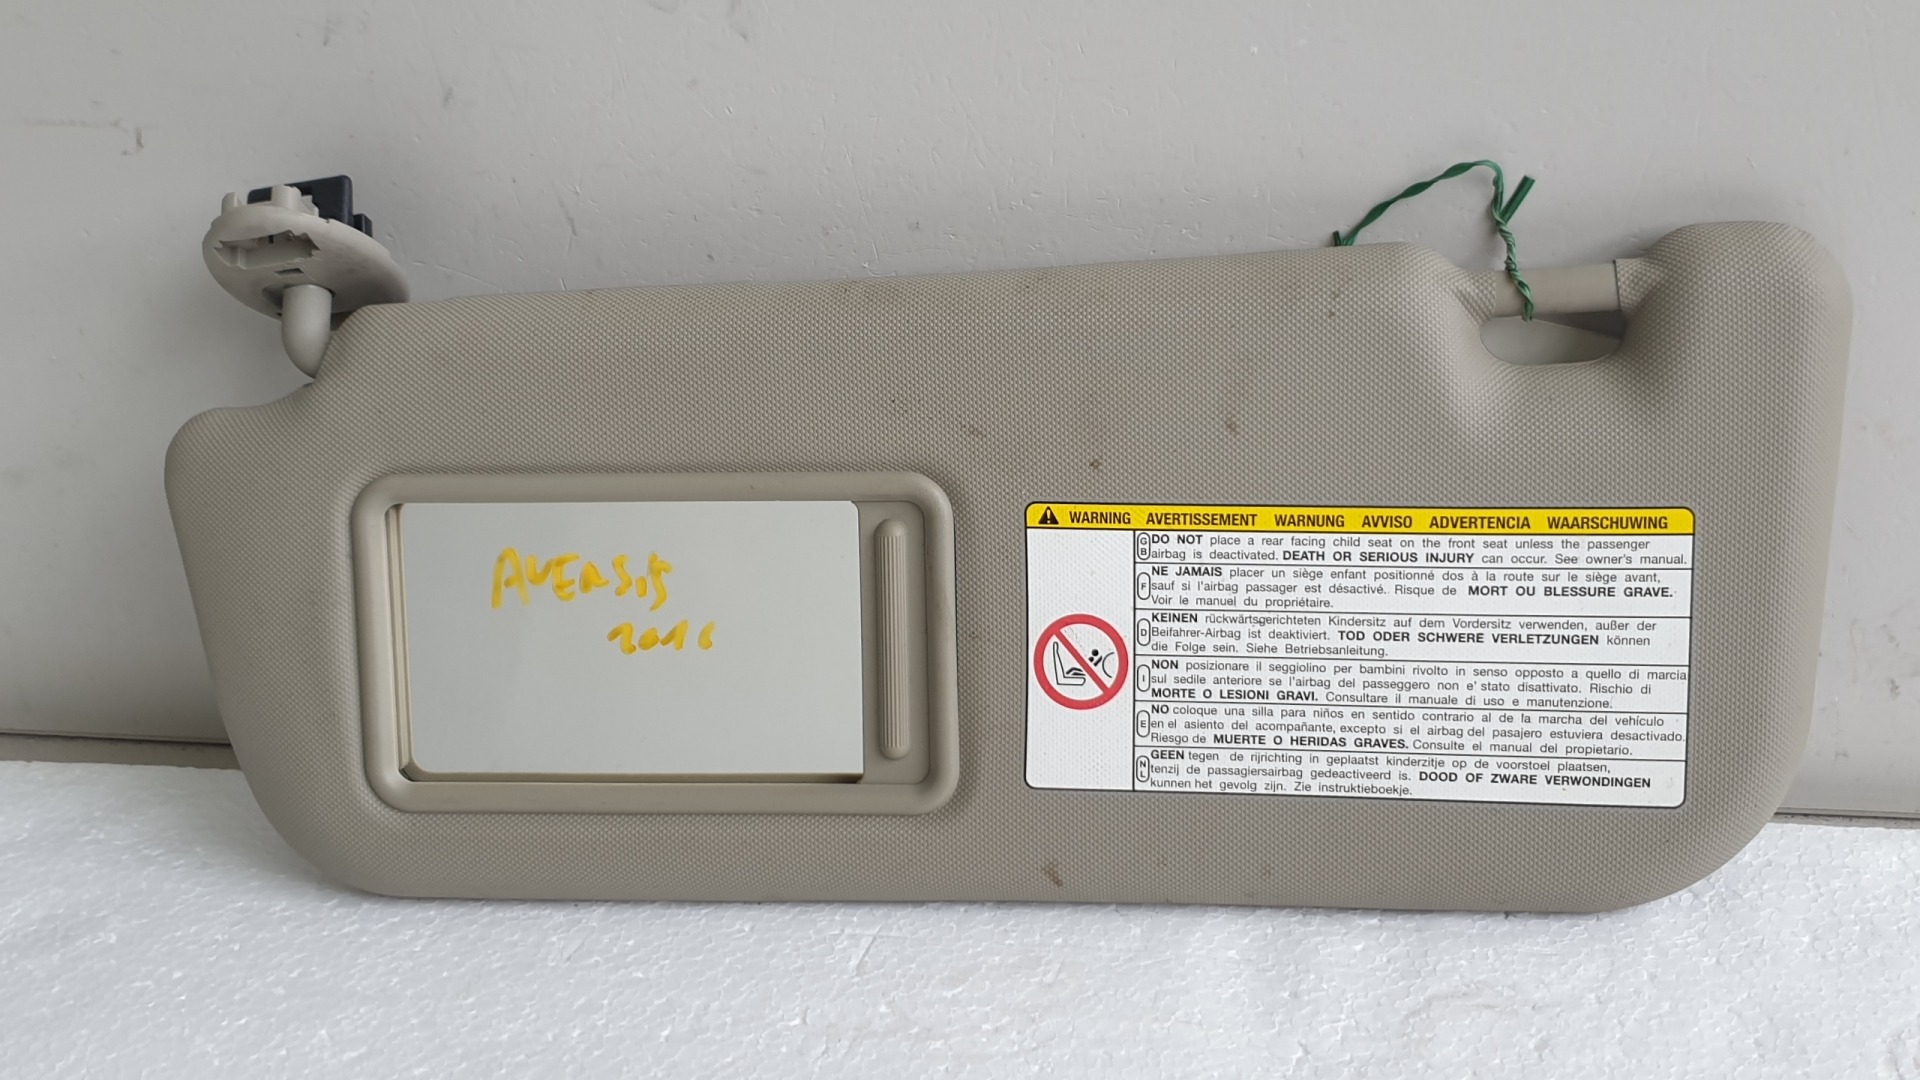 AVENSIS
2016
WARNING AVERTISSEMENT WARNUNG AVVISO ADVERTENCIA WAARSCHUWING
GB DO NOT place a rear facing child seat on the front seat unless the passenger
airbag is deactivated. DEATH OR SERIOUS INJURY can occur. See owner's manual.
F NE JAMAIS placer un siège enfant positionné dos à la route sur le siège avant,
sauf si l'airbag passager est désactivé. Risque de MORT OU BLESSURE GRAVE.
Voir le manuel du propriétaire.
D KEINEN rückwärtsgerichteten Kindersitz auf dem Vordersitz verwenden, außer der
Beifahrer-Airbag ist deaktiviert. TOD ODER SCHWERE VERLETZUNGEN können
die Folge sein. Siehe Betriebsanleitung.
I NON posizionare il seggiolino per bambini rivolto in senso opposto a quello di marcia
sul sedile anteriore se l'airbag del passeggero non e' stato disattivato. Rischio di
MORTE O LESIONI GRAVI. Consultare il manuale di uso e manutenzione.
E NO coloque una silla para niños en sentido contrario al de la marcha del vehículo
en el asiento del acompañante, excepto si el airbag del pasajero estuviera desactivado.
Riesgo de MUERTE O HERIDAS GRAVES. Consulte el manual del propietario.
NL GEEN tegen de rijrichting in geplaatst kinderzitje op de voorstoel plaatsen,
tenzij de passagiersairbag gedeactiveerd is. DOOD OF ZWARE VERWONDINGEN
kunnen het gevolg zijn. Zie instruktieboekje.